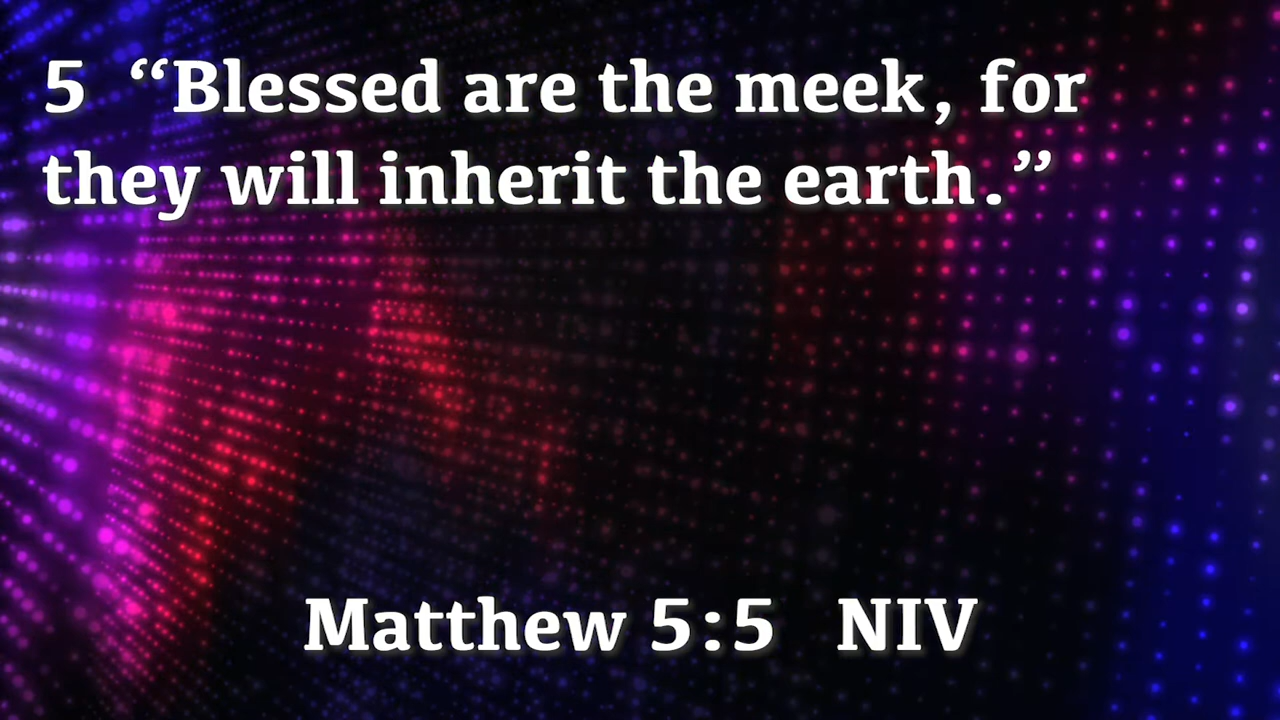 5 “Blessed are the meek, for
they will inherit the earth.”
Matthew 5:5 NIV